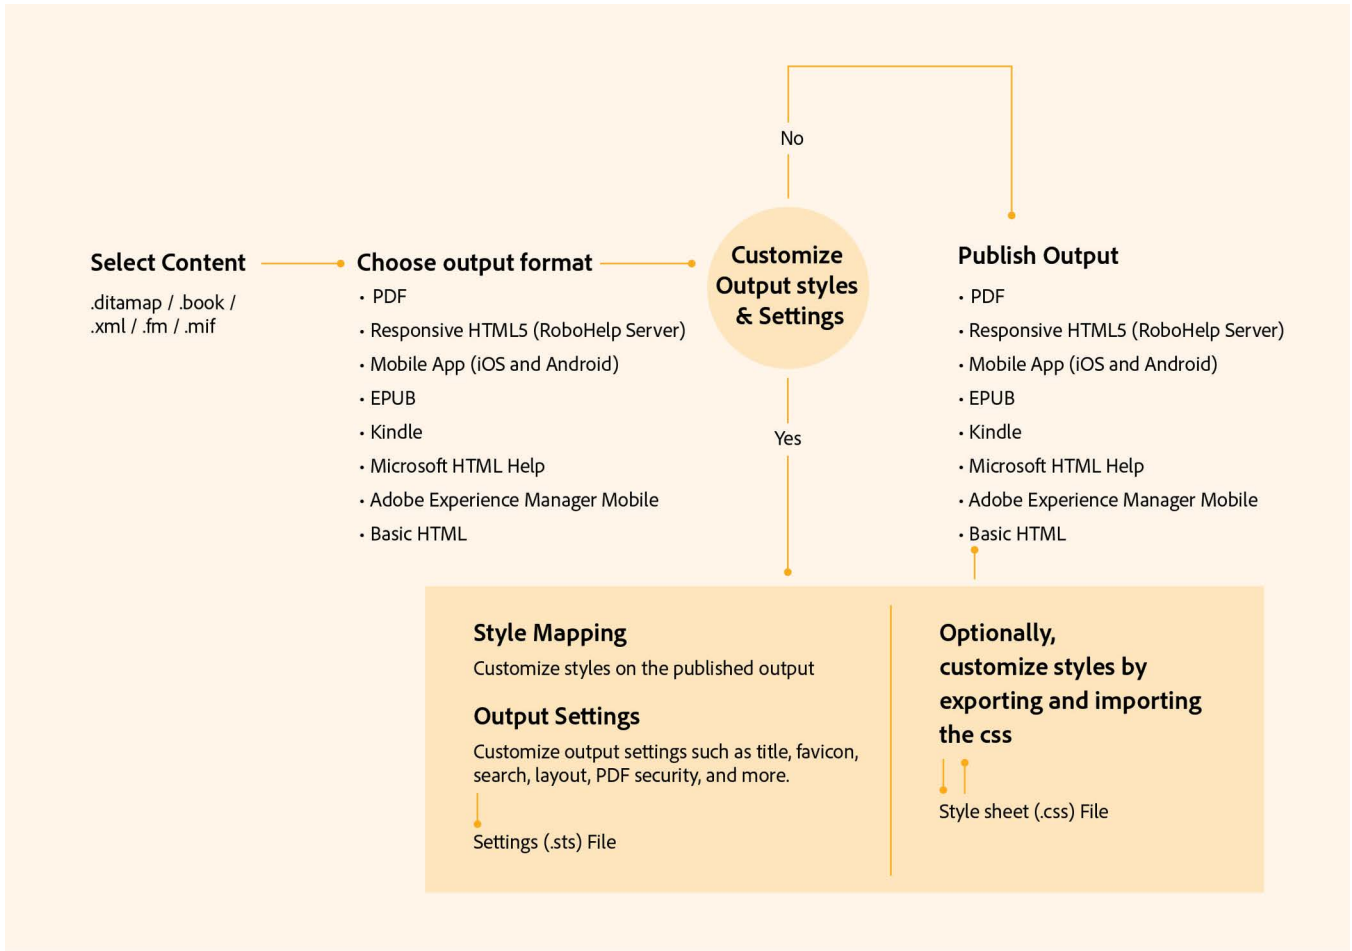 No
Select Content
.ditamap / .book /
.xml / .fm / .mif
Choose output format
• PDF
• Responsive HTML5 (RoboHelp Server)
• Mobile App (iOS and Android)
• EPUB
• Kindle
• Microsoft HTML Help
• Adobe Experience Manager Mobile
• Basic HTML
Customize
Output styles
& Settings
Yes
Publish Output
• PDF
• Responsive HTML5 (RoboHelp Server)
• Mobile App (iOS and Android)
• EPUB
• Kindle
• Microsoft HTML Help
• Adobe Experience Manager Mobile
• Basic HTML
Style Mapping
Customize styles on the published output
Output Settings
Customize output settings such as title, favicon,
search, layout, PDF security, and more.
Settings (.sts) File
Optionally,
customize styles by
exporting and importing
the css
Style sheet (.css) File